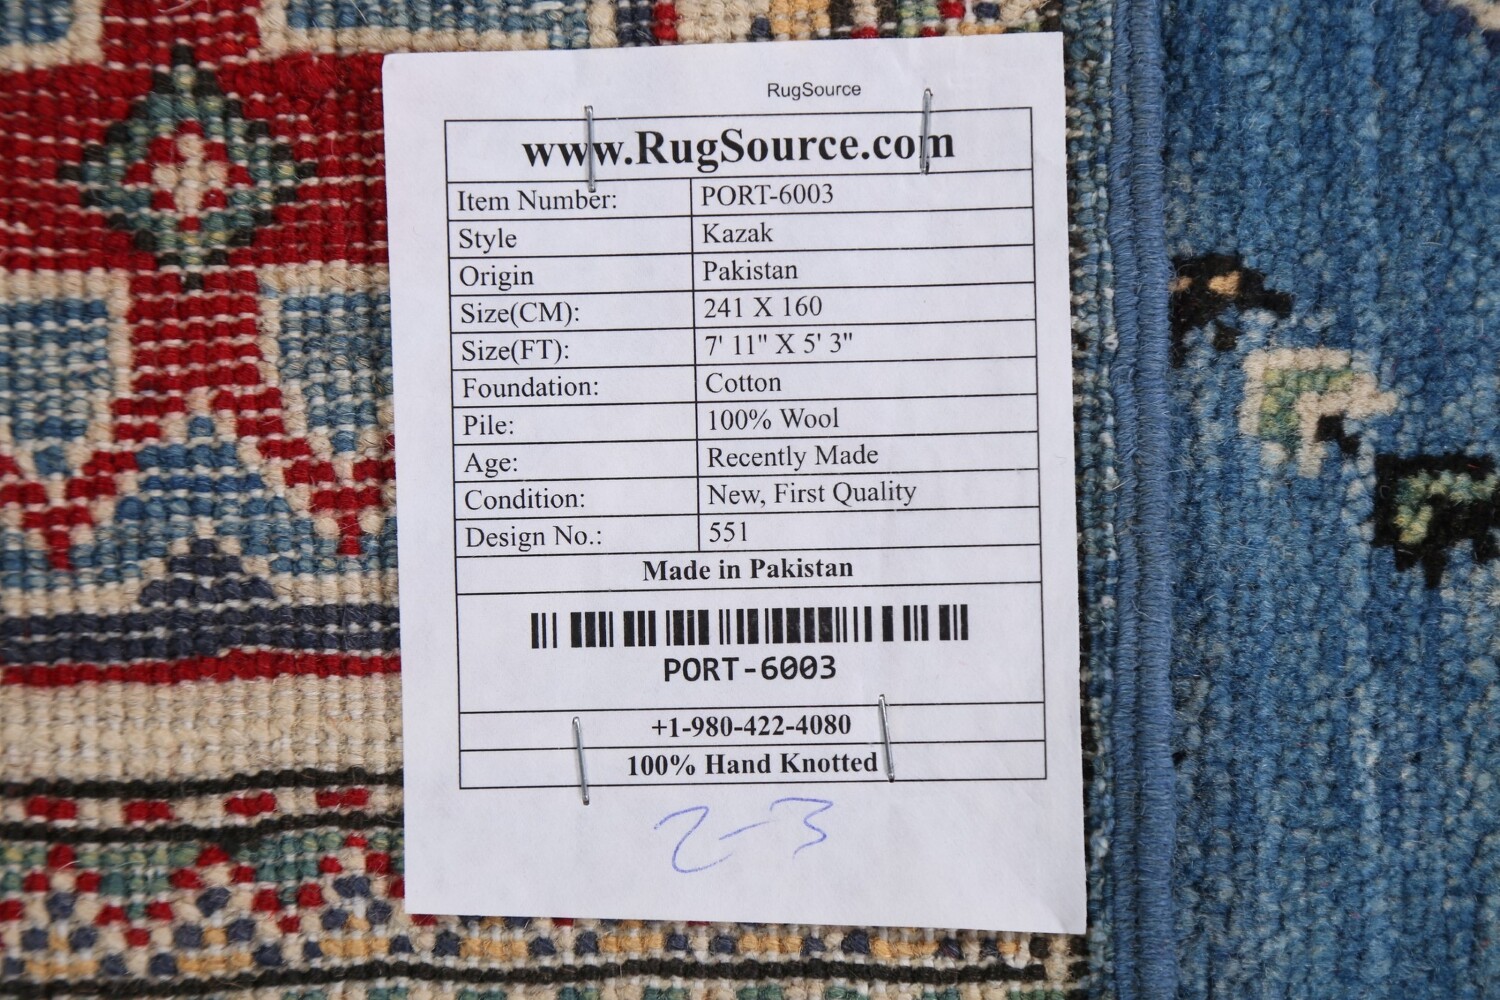 RugSource
www.RugSource.com
Item Number: PORT-6003
Style Kazak
Origin Pakistan
Size(CM): 241 X 160
Size(FT): 7' 11" X 5' 3"
Foundation: Cotton
Pile: 100% Wool
Age: Recently Made
Condition: New, First Quality
Design No.: 551
Made in Pakistan
PORT-6003
+1-980-422-4080
100% Hand Knotted
2-3